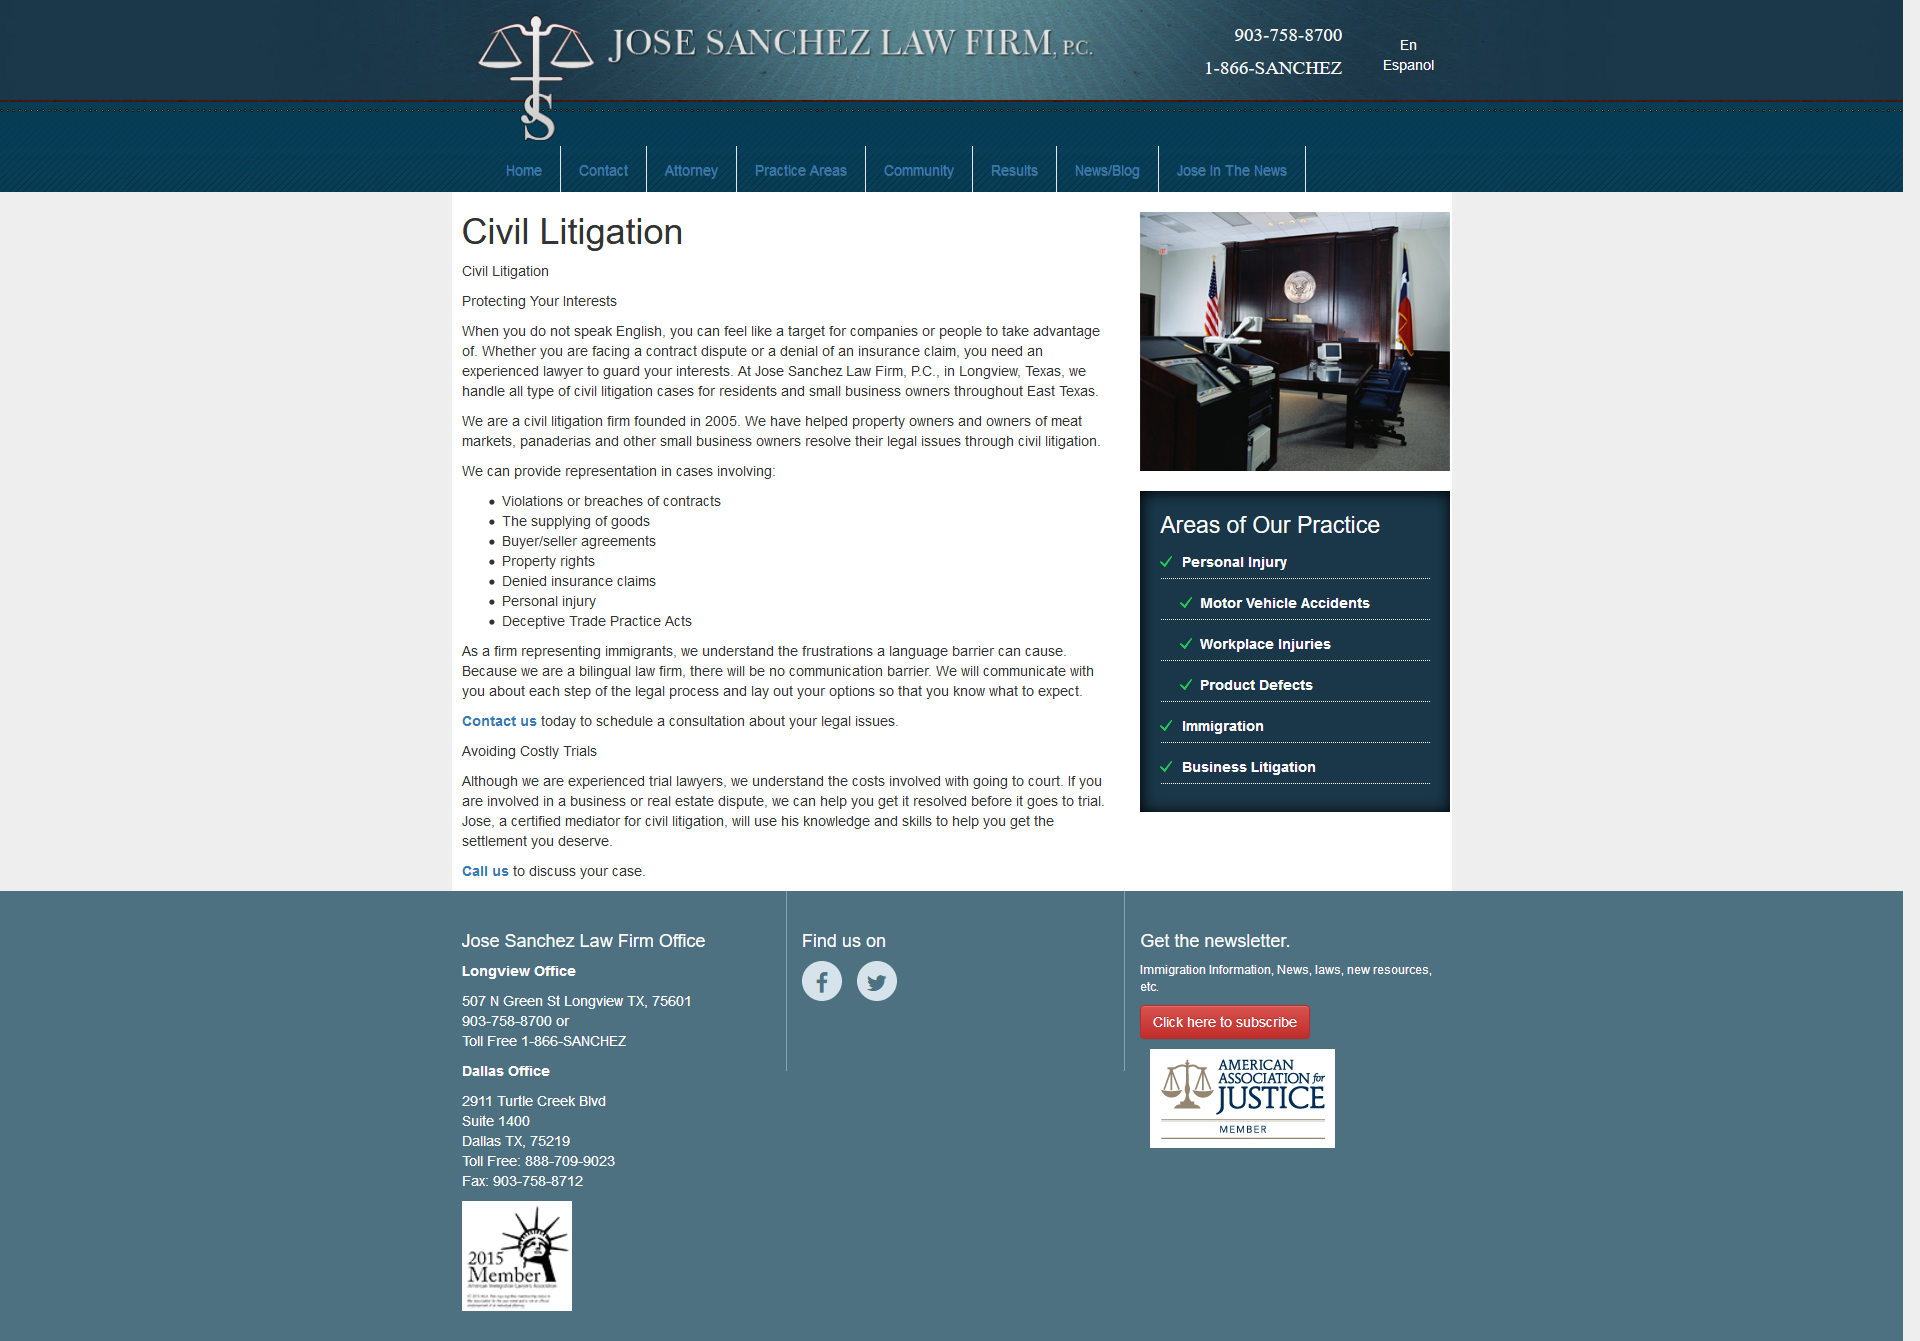 JOSE SANCHEZ LAW FIRM, P.C.
JS
903-758-8700
1-866-SANCHEZ
En
Espanol
Home
Contact
Attorney
Practice Areas
Community
Results
News/Blog
Jose In The News
Civil Litigation
Civil Litigation
Protecting Your Interests
When you do not speak English, you can feel like a target for companies or people to take advantage
of. Whether you are facing a contract dispute or a denial of an insurance claim, you need an
experienced lawyer to guard your interests. At Jose Sanchez Law Firm, P.C., in Longview, Texas, we
handle all type of civil litigation cases for residents and small business owners throughout East Texas.
We are a civil litigation firm founded in 2005. We have helped property owners and owners of meat
markets, panaderias and other small business owners resolve their legal issues through civil litigation.
We can provide representation in cases involving:
Violations or breaches of contracts
The supplying of goods
Buyer/seller agreements
Property rights
Denied insurance claims
Personal injury
Deceptive Trade Practice Acts
As a firm representing immigrants, we understand the frustrations a language barrier can cause.
Because we are a bilingual law firm, there will be no communication barrier. We will communicate with
you about each step of the legal process and lay out your options so that you know what to expect.
Contact us today to schedule a consultation about your legal issues.
Avoiding Costly Trials
Although we are experienced trial lawyers, we understand the costs involved with going to court. If you
are involved in a business or real estate dispute, we can help you get it resolved before it goes to trial.
Jose, a certified mediator for civil litigation, will use his knowledge and skills to help you get the
settlement you deserve.
Call us to discuss your case.
Areas of Our Practice
Personal Injury
Motor Vehicle Accidents
Workplace Injuries
Product Defects
Immigration
Business Litigation
Jose Sanchez Law Firm Office
Longview Office
507 N Green St Longview TX, 75601
903-758-8700 or
Toll Free 1-866-SANCHEZ
Dallas Office
2911 Turtle Creek Blvd
Suite 1400
Dallas TX, 75219
Toll Free: 888-709-9023
Fax: 903-758-8712
2015
Member
American Immigration Lawyers Association
Find us on
Get the newsletter.
Immigration Information, News, laws, new resources,
etc.
Click here to subscribe
AMERICAN
ASSOCIATION for
JUSTICE
MEMBER